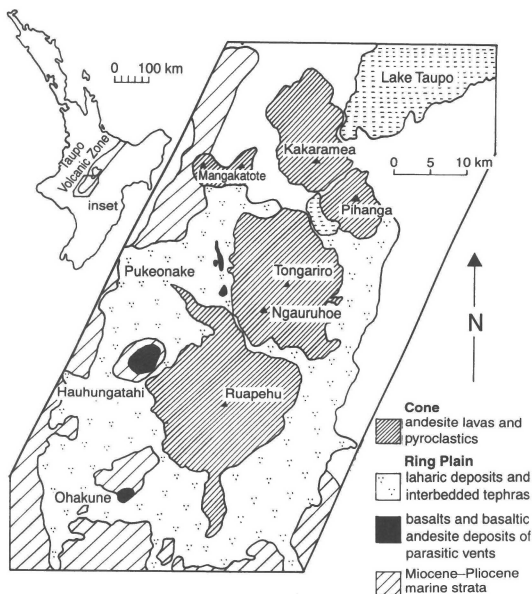 0 100 km
Taupo
Volcanic Zone
inset
Lake Taupo
Kakaramea
0 5 10 km
Mangakatote
Pihanga
Pukeonake
Tongariro
Ngauruhoe
N
Hauhungatahi
Ruapehu
Ohakune
Cone
andesite lavas and
pyroclastics
Ring Plain
laharic deposits and
interbedded tephras
basalts and basaltic
andesite deposits of
parasitic vents
Miocene–Pliocene
marine strata